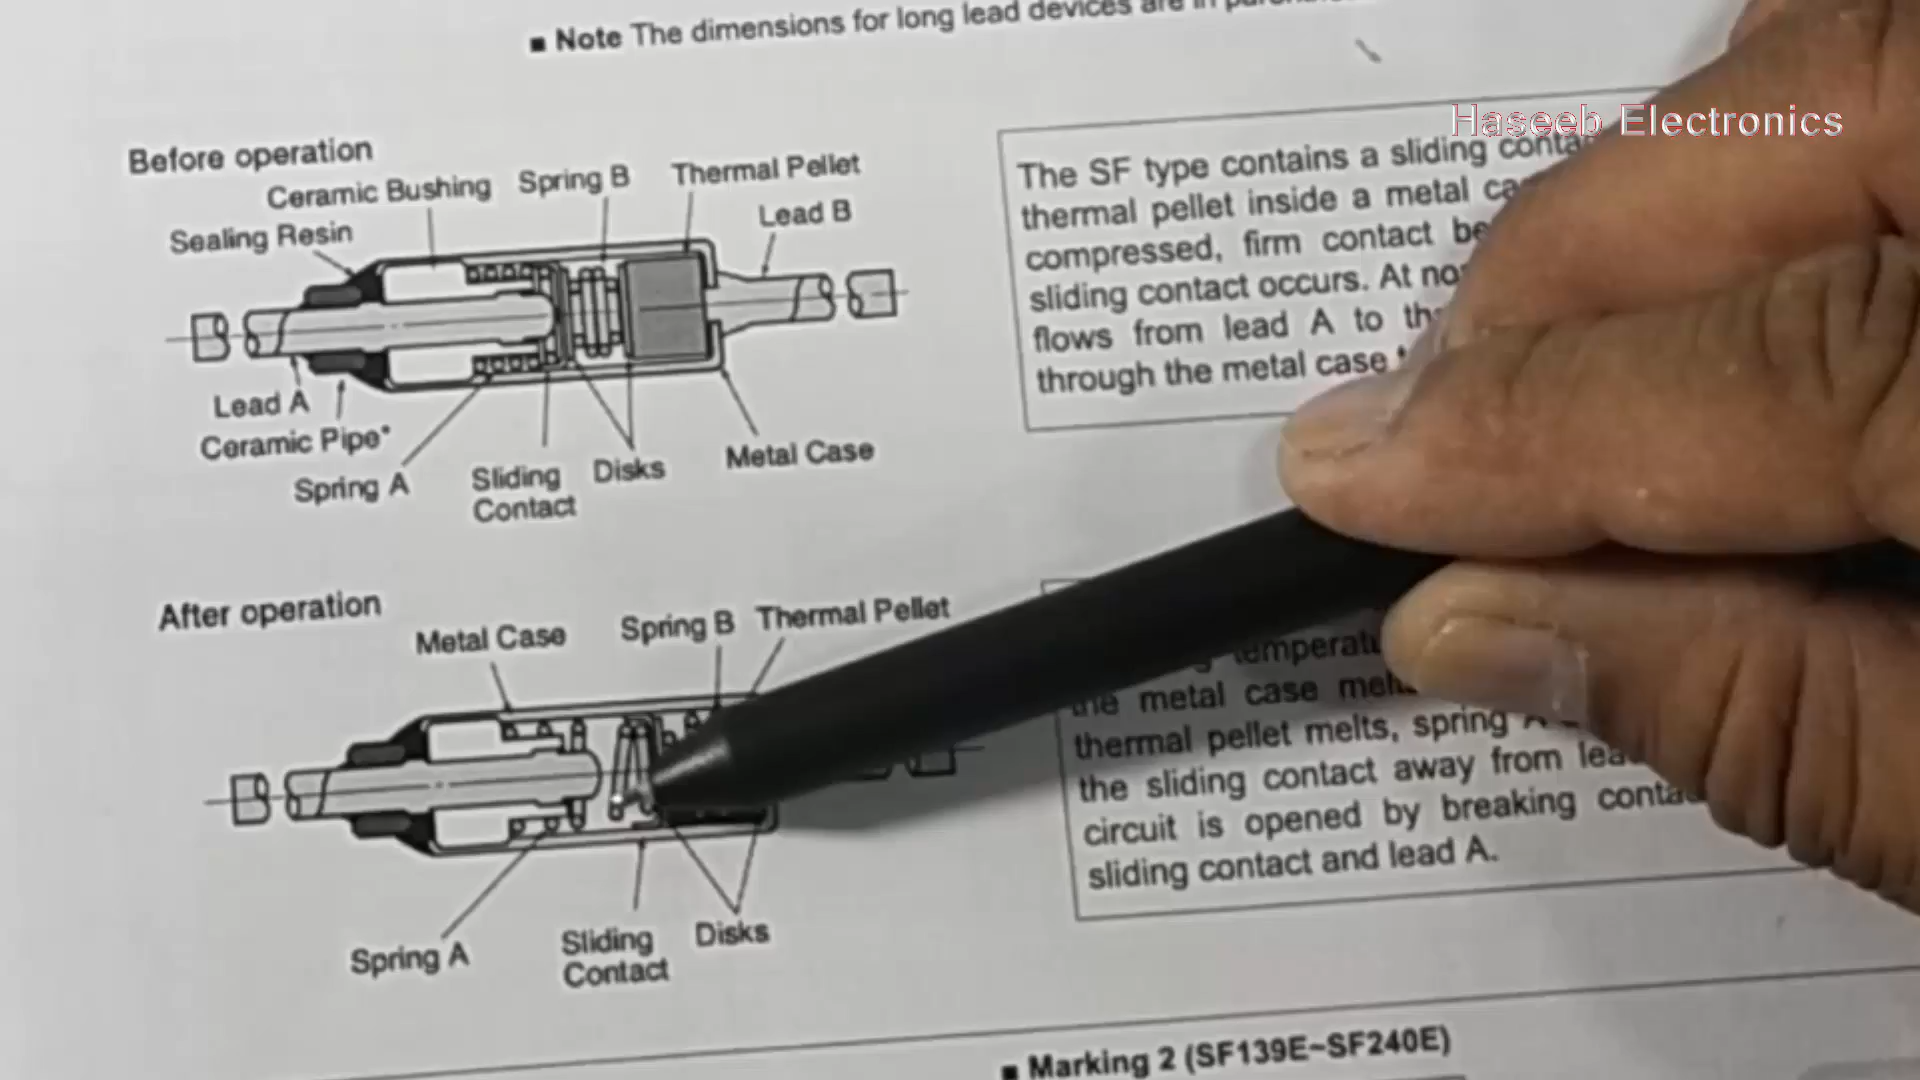 ■ Note The dimensions for long lead devices are in
Haseeb Electronics
Before operation
Ceramic Bushing
Spring B
Thermal Pellet
Sealing Resin
Lead B
Lead A
Ceramic Pipe*
Spring A
Sliding
Contact
Disks
Metal Case
The SF type contains a sliding
thermal pellet inside a metal
compressed, firm contact
sliding contact occurs. At
flows from lead A to
through the metal case
After operation
Metal Case
Spring B
Thermal Pellet
Spring A
Sliding
Contact
Disks
the metal case
thermal pellet melts, spring A
the sliding contact away from
circuit is opened by breaking
sliding contact and lead A.
■ Marking 2 (SF139E~SF240E)